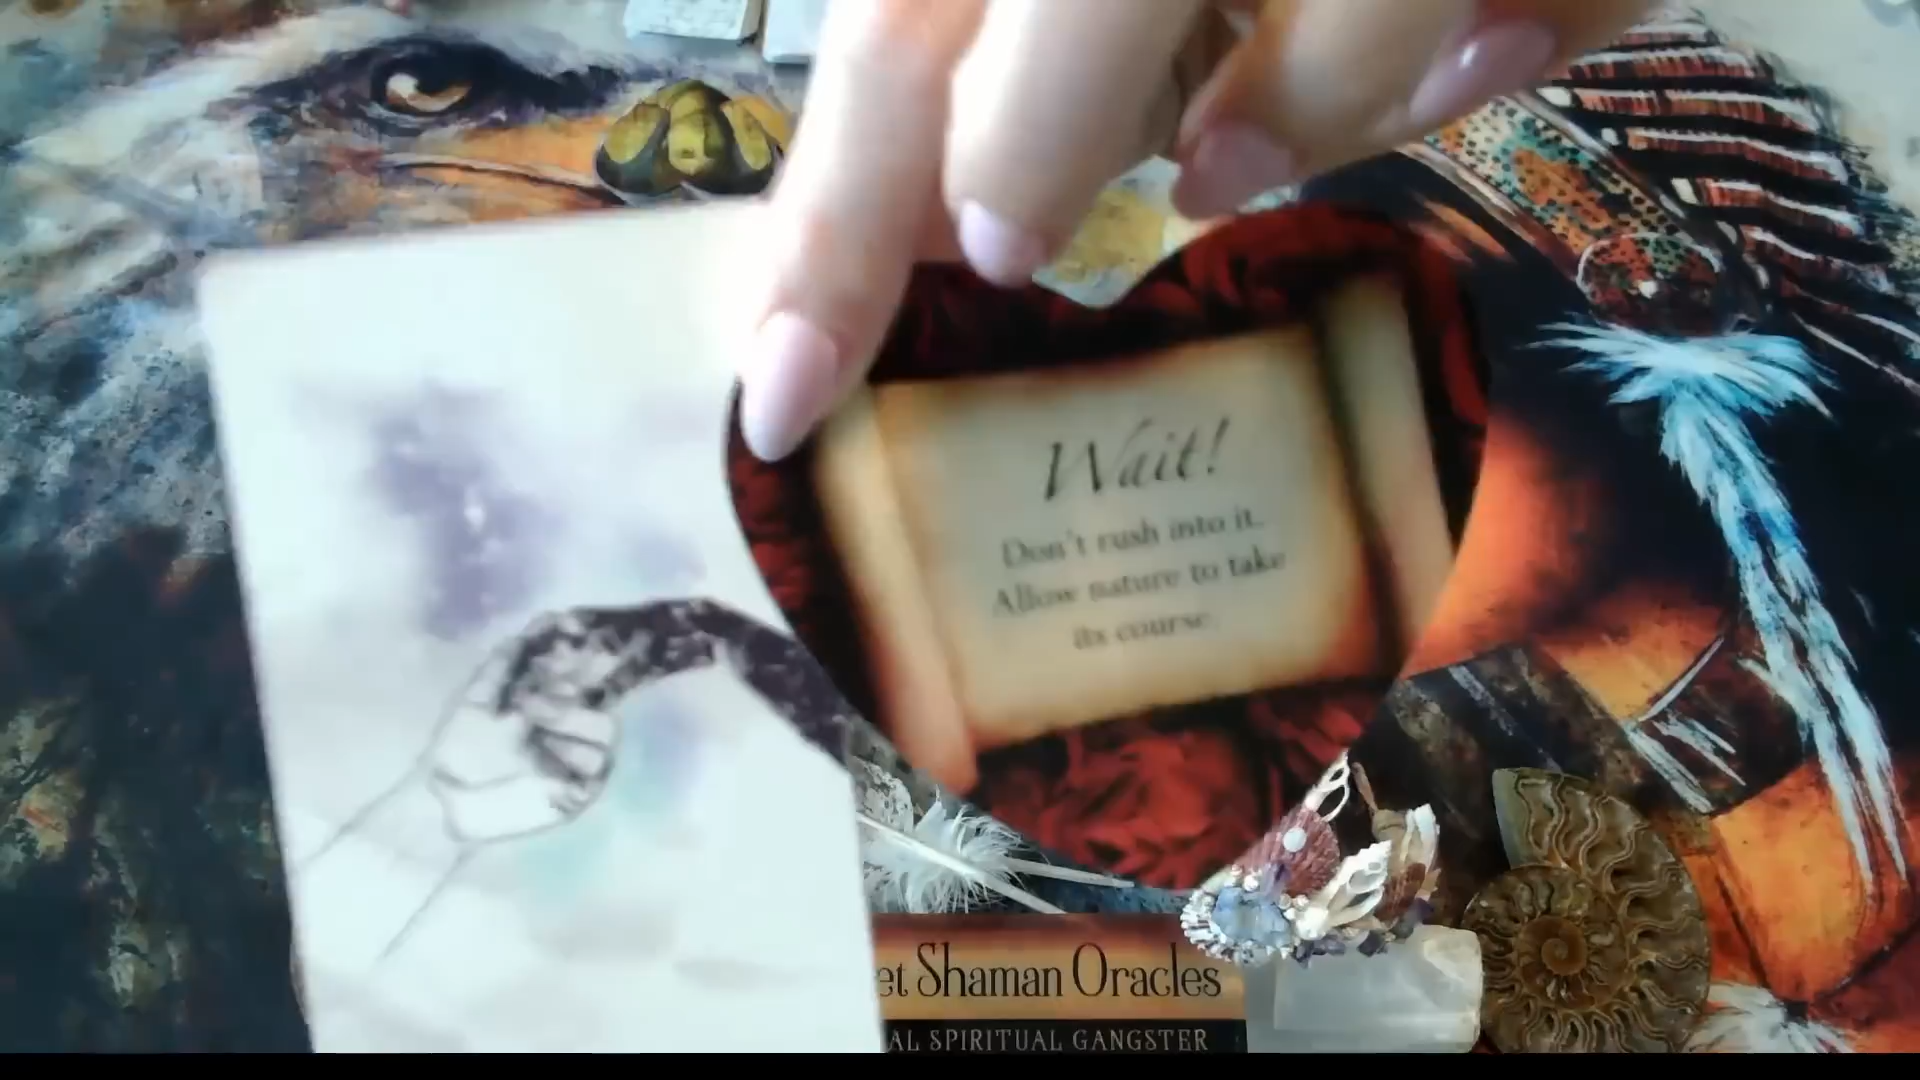 Wait!
Don't rush into it.
Allow nature to take
its course.
et Shaman Oracles
AL SPIRITUAL GANGSTER